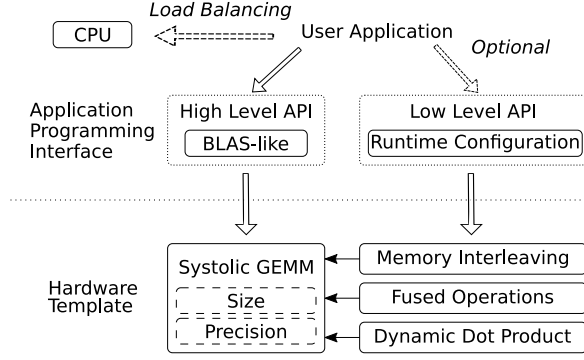 Load Balancing
CPU
User Application
Optional
Application
Programming
Interface
High Level API
BLAS-like
Low Level API
Runtime Configuration
Hardware
Template
Systolic GEMM
Size
Precision
Memory Interleaving
Fused Operations
Dynamic Dot Product